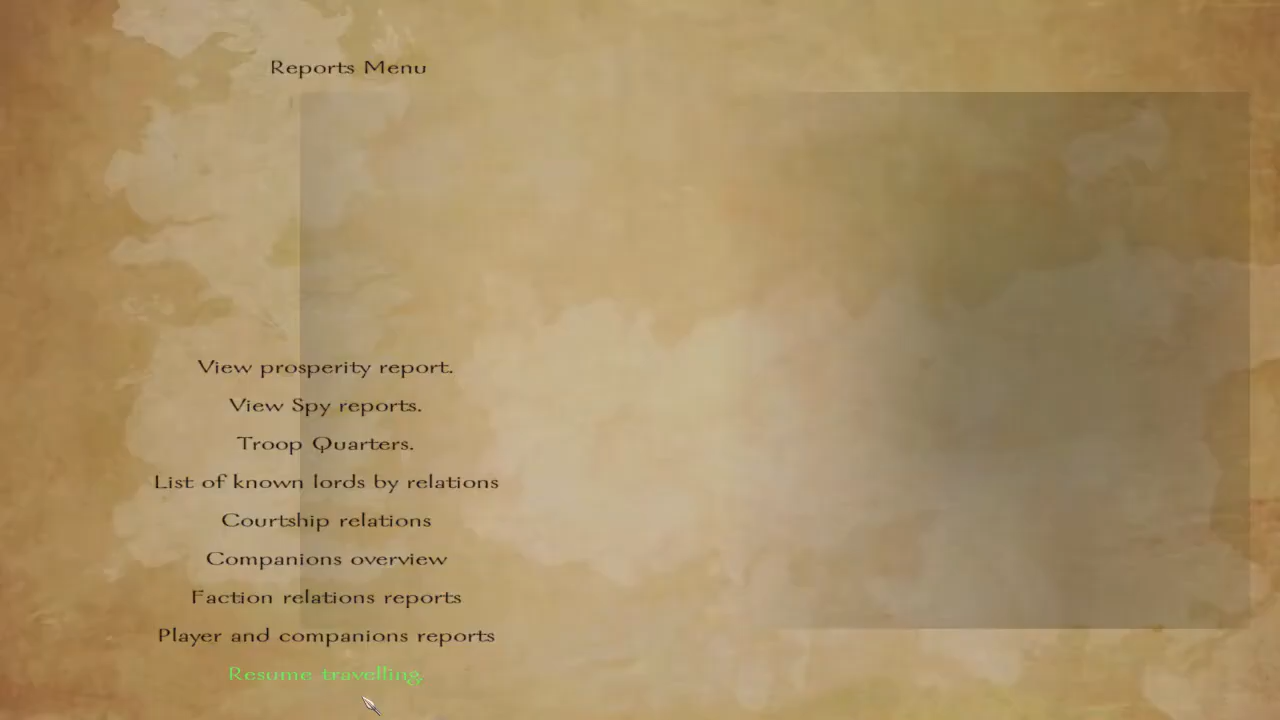 Reports Menu
View prosperity report.
View Spy reports.
Troop Quarters.
List of known lords by relations
Courtship relations
Companions overview
Faction relations reports
Player and companions reports
Resume travelling.